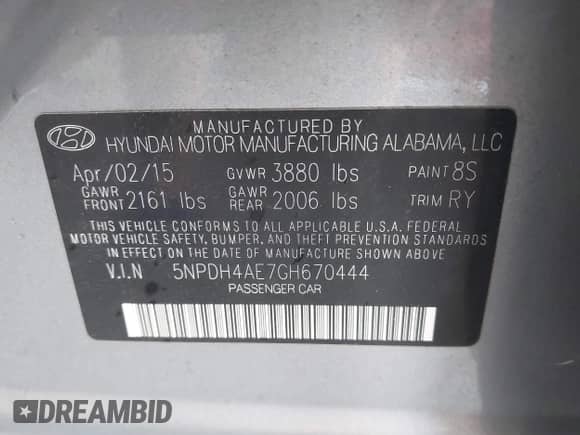 MANUFACTURED BY
HYUNDAI MOTOR MANUFACTURING ALABAMA, LLC
Apr/02/15 GVWR 3880 lbs PAINT 8S
GAWR FRONT 2161 lbs GAWR REAR 2006 lbs TRIM RY
THIS VEHICLE CONFORMS TO ALL APPLICABLE U.S.A. FEDERAL
MOTOR VEHICLE SAFETY, BUMPER, AND THEFT PREVENTION STANDARDS
IN EFFECT ON THE DATE OF MANUFACTURE SHOWN ABOVE.
V.I.N 5NPDH4AE7GH670444
PASSENGER CAR
DREAMBID